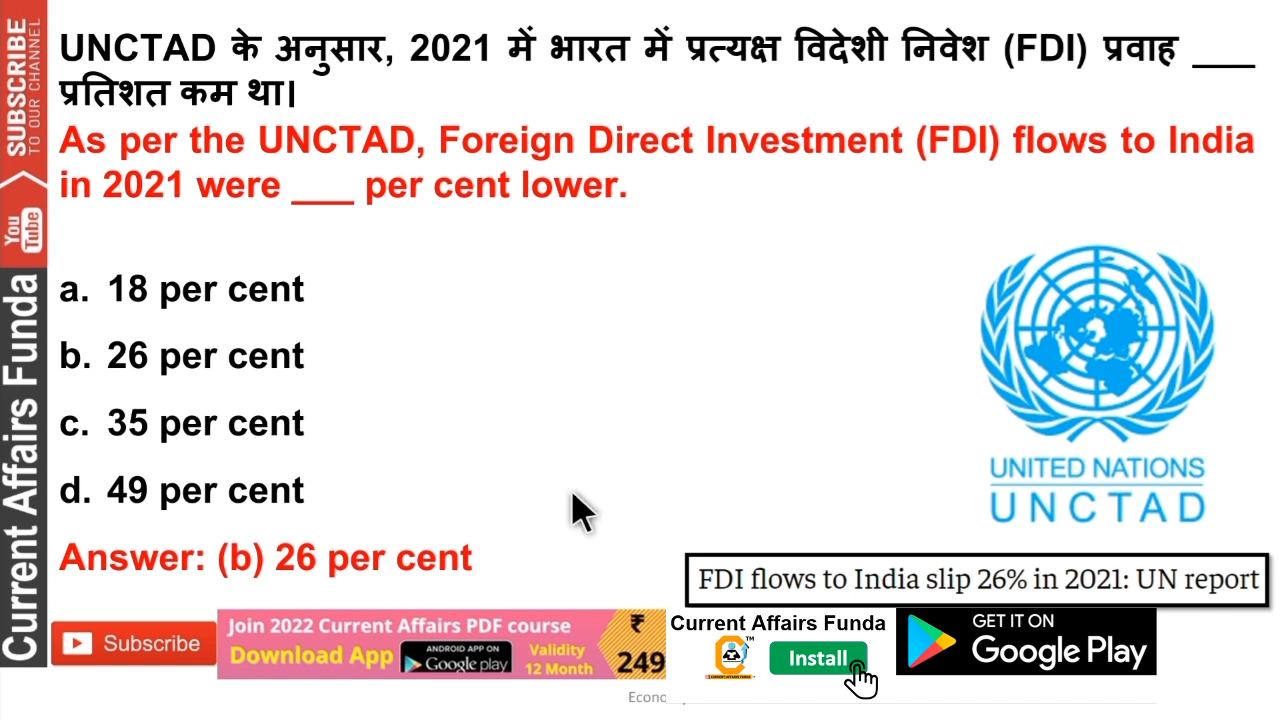 SUBSCRIBE
TO OUR CHANNEL
You
Tube
Current Affairs Funda
UNCTAD के अनुसार, 2021 में भारत में प्रत्यक्ष विदेशी निवेश (FDI) प्रवाह ___
प्रतिशत कम था।
As per the UNCTAD, Foreign Direct Investment (FDI) flows to India
in 2021 were ___ per cent lower.
a. 18 per cent
b. 26 per cent
c. 35 per cent
d. 49 per cent
Answer: (b) 26 per cent
UNITED NATIONS
UNCTAD
FDI flows to India slip 26% in 2021: UN report
Subscribe
Join 2022 Current Affairs PDF course
Download App
ANDROID APP ON
Google play
Validity
12 Month
₹
249
Current Affairs Funda
TM
Install
GET IT ON
Google Play